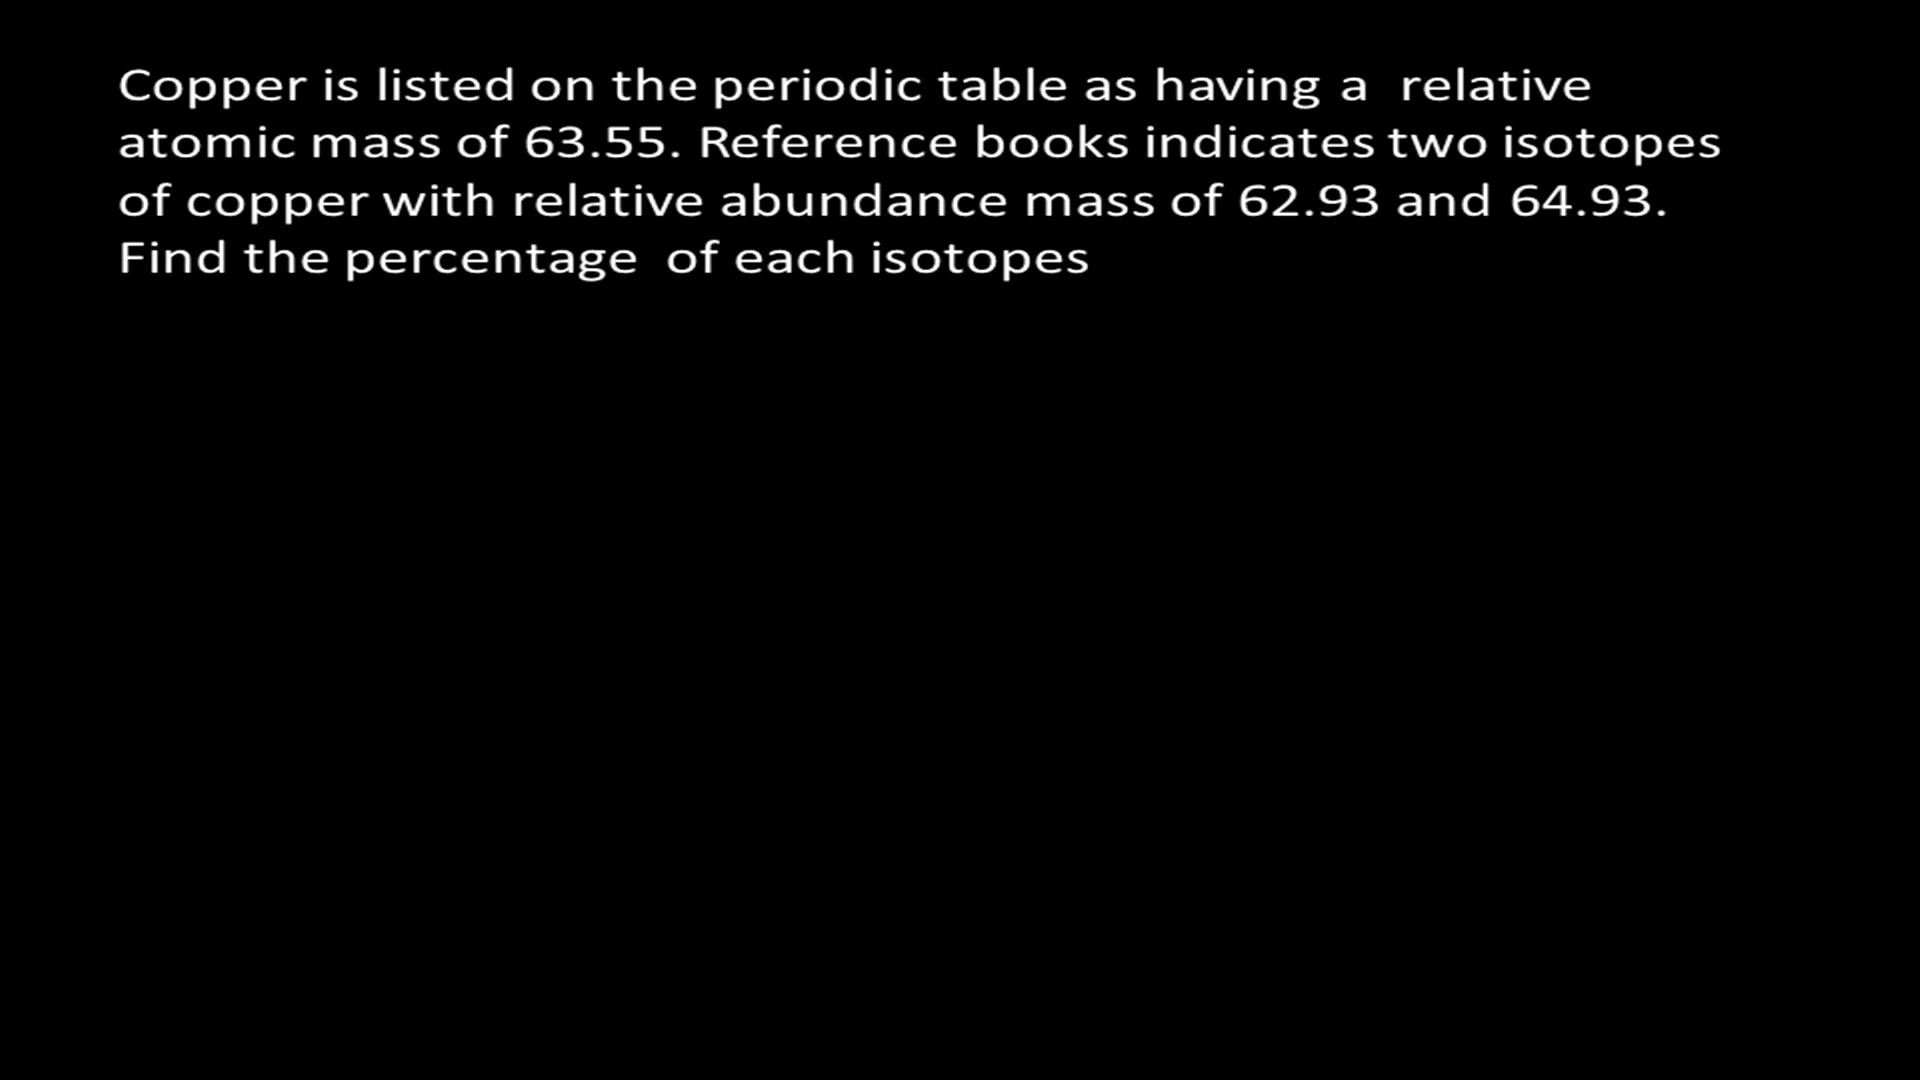 Copper is listed on the periodic table as having a relative
atomic mass of 63.55. Reference books indicates two isotopes
of copper with relative abundance mass of 62.93 and 64.93.
Find the percentage of each isotopes